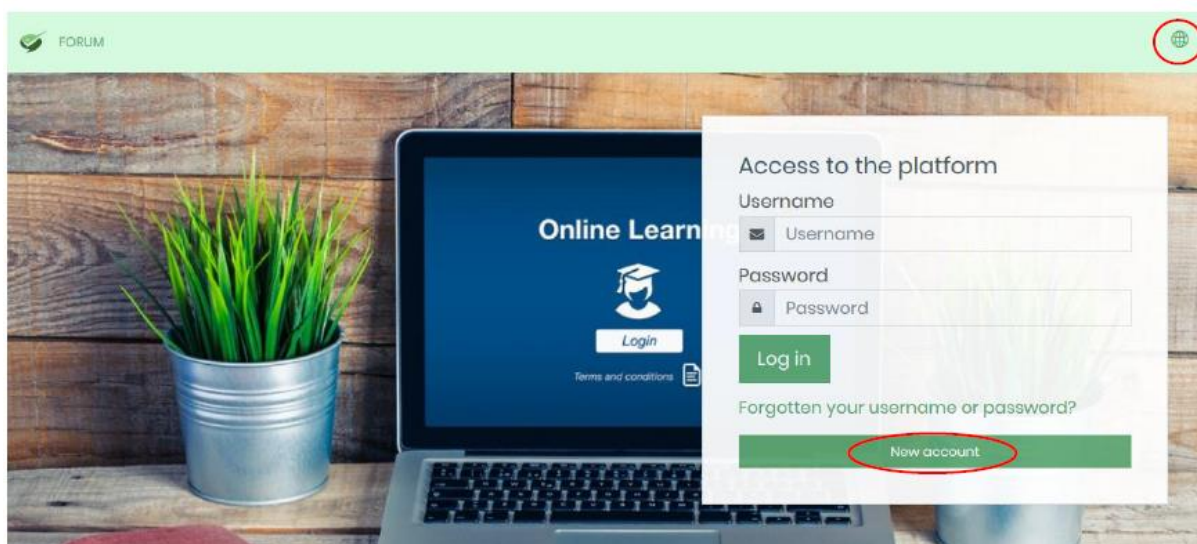 FORUM
Online Learning
Login
Terms and conditions
Access to the platform
Username
Username
Password
Password
Log in
Forgotten your username or password?
New account